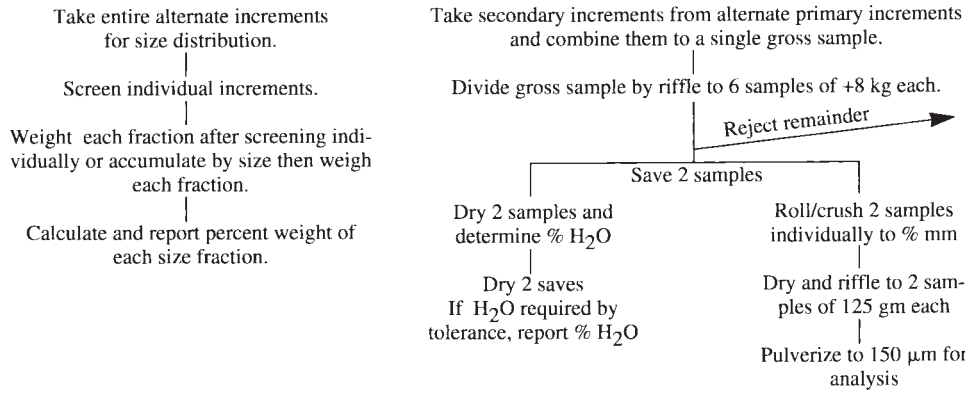 Take entire alternate increments
for size distribution.
Screen individual increments.
Weight each fraction after screening indi-
vidually or accumulate by size then weigh
each fraction.
Calculate and report percent weight of
each size fraction.
Take secondary increments from alternate primary increments
and combine them to a single gross sample.
Divide gross sample by riffle to 6 samples of +8 kg each.
Reject remainder
Save 2 samples
Dry 2 samples and
determine % H₂O
Dry 2 saves
If H₂O required by
tolerance, report % H₂O
Roll/crush 2 samples
individually to % mm
Dry and riffle to 2 sam-
ples of 125 gm each
Pulverize to 150 μm for
analysis